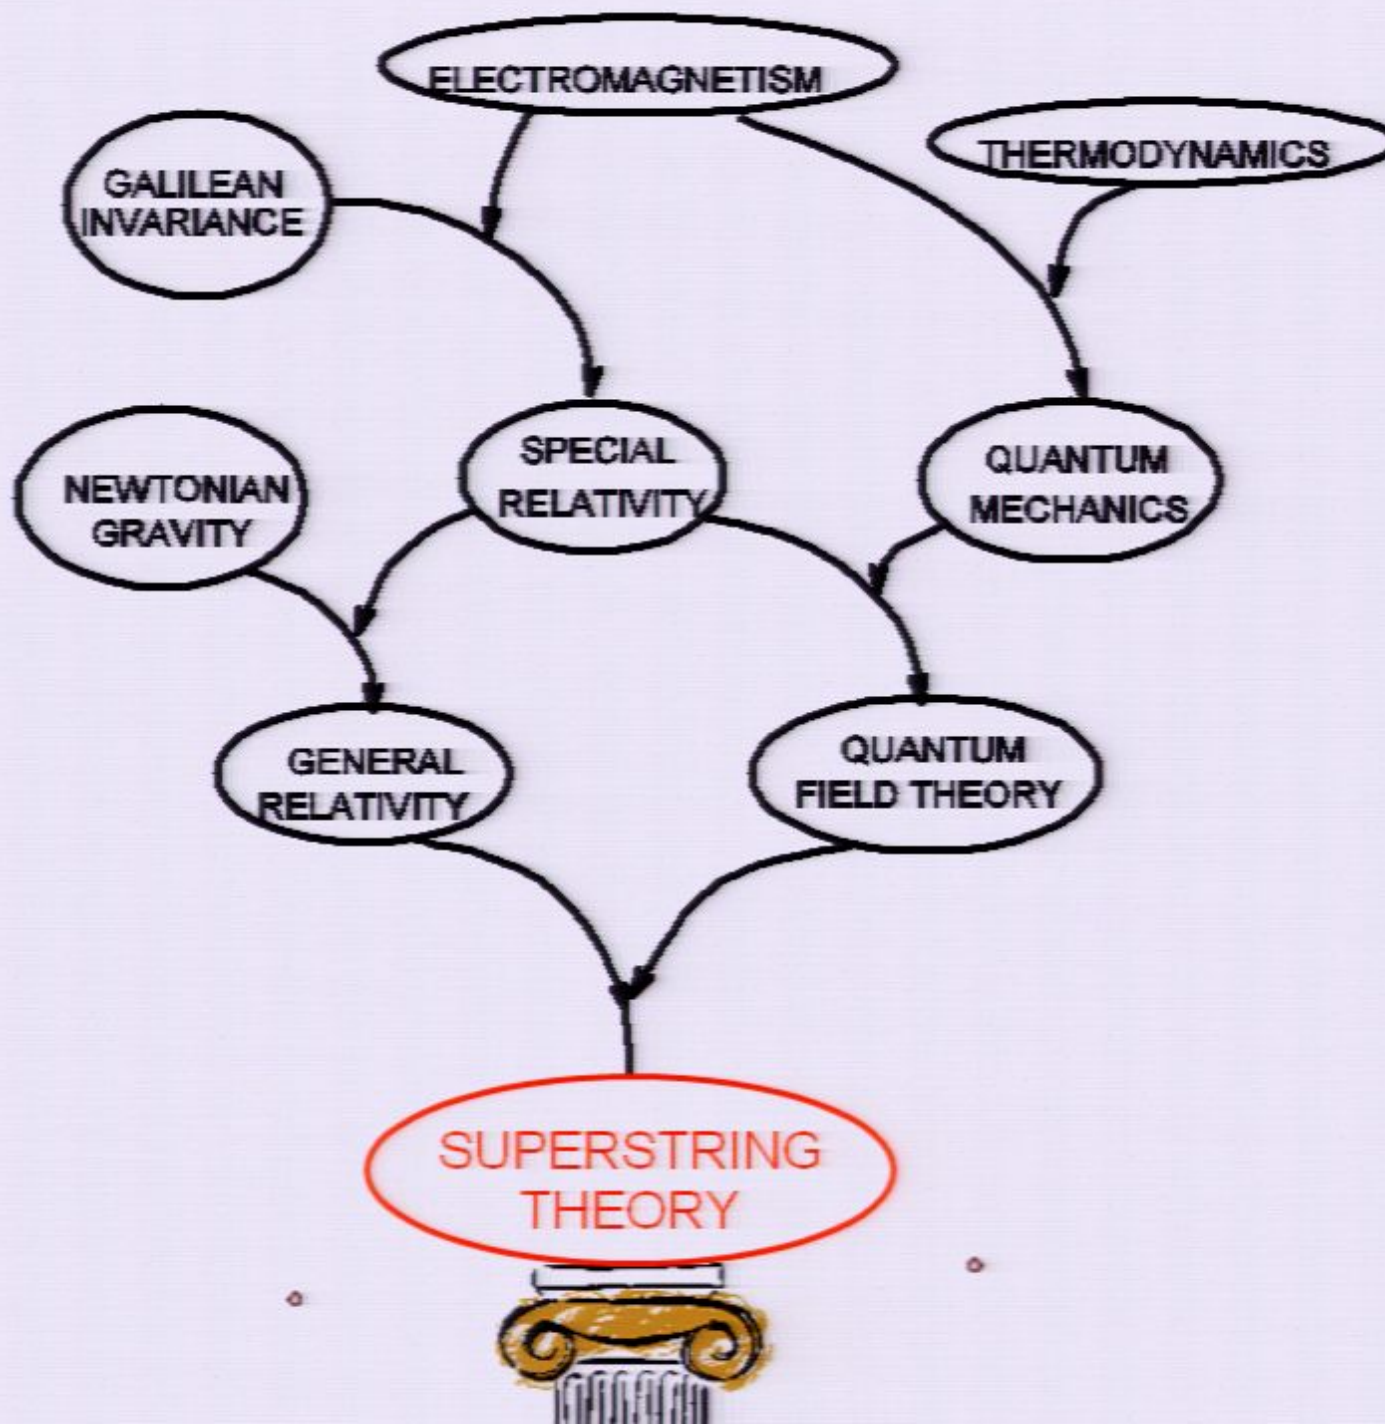 ELECTROMAGNETISM
THERMODYNAMICS
GALILEAN
INVARIANCE
NEWTONIAN
GRAVITY
SPECIAL
RELATIVITY
QUANTUM
MECHANICS
GENERAL
RELATIVITY
QUANTUM
FIELD THEORY
SUPERSTRING
THEORY